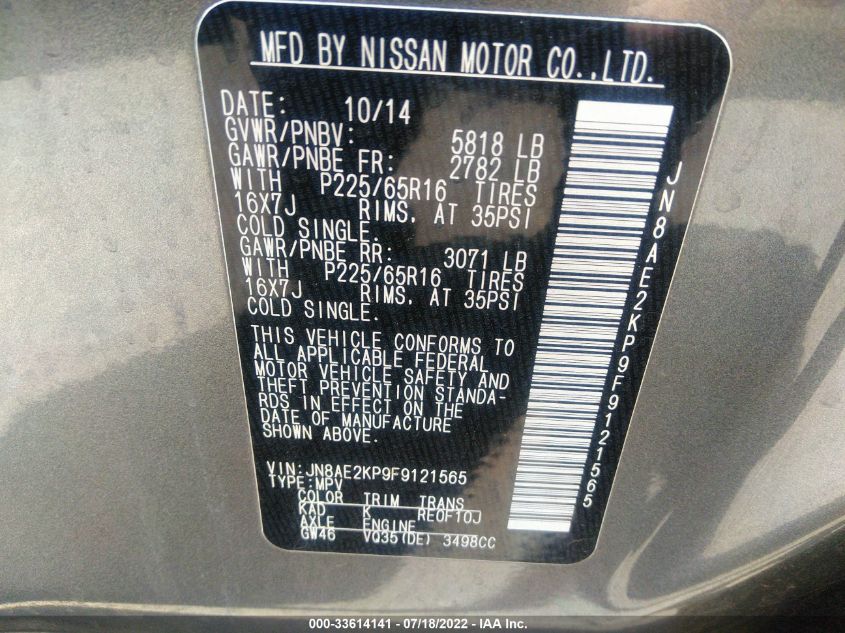 MFD BY NISSAN MOTOR CO.,LTD.
DATE: 10/14
GVWR/PNBV: 5818 LB
GAWR/PNBE FR: 2782 LB
WITH P225/65R16 TIRES
16X7J RIMS, AT 35PSI
COLD SINGLE.
GAWR/PNBE RR: 3071 LB
WITH P225/65R16 TIRES
16X7J RIMS, AT 35PSI
COLD SINGLE.
THIS VEHICLE CONFORMS TO
ALL APPLICABLE FEDERAL
MOTOR VEHICLE SAFETY AND
THEFT PREVENTION STANDA-
RDS IN EFFECT ON THE
DATE OF MANUFACTURE
SHOWN ABOVE.
VIN:JN8AE2KP9F9121565
TYPE:MPV
COLOR TRIM TRANS
KAD K RE0F10J
AXLE ENGINE
GW46 VQ35(DE) 3498CC
JN8AE2KP9F9121565
000-33614141 - 07/18/2022 - IAA Inc.